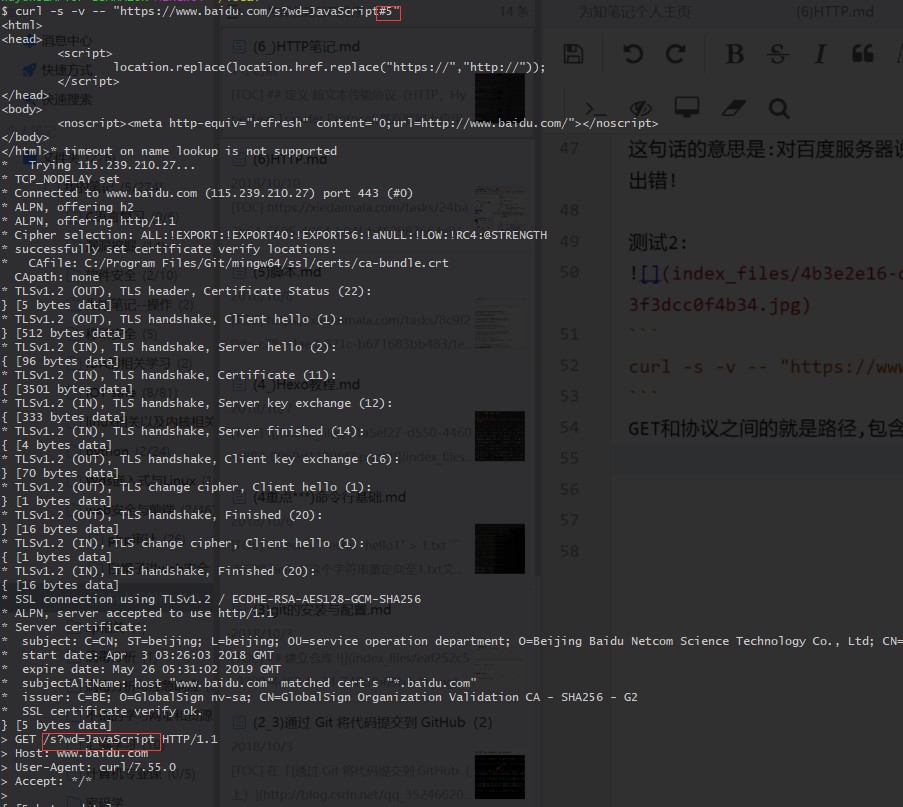 $ curl -s -v -- "https://www.baidu.com/s?wd=JavaScript#5"
<html>
<head>
<script>
location.replace(location.href.replace("https://","http://"));
</script>
</head>
<body>
<noscript><meta http-equiv="refresh" content="0;url=http://www.baidu.com/"></noscript>
</body>
</html>* timeout on name lookup is not supported
*   Trying 115.239.210.27...
* TCP_NODELAY set
* Connected to www.baidu.com (115.239.210.27) port 443 (#0)
* ALPN, offering h2
* ALPN, offering http/1.1
* Cipher selection: ALL:!EXPORT:!EXPORT40:!EXPORT56:!aNULL:!LOW:!RC4:@STRENGTH
* successfully set certificate verify locations:
*   CAfile: C:/Program Files/Git/mingw64/ssl/certs/ca-bundle.crt
  CApath: none
* TLSv1.2 (OUT), TLS header, Certificate Status (22):
} [5 bytes data]
* TLSv1.2 (OUT), TLS handshake, Client hello (1):
} [512 bytes data]
* TLSv1.2 (IN), TLS handshake, Server hello (2):
{ [96 bytes data]
* TLSv1.2 (IN), TLS handshake, Certificate (11):
{ [3501 bytes data]
* TLSv1.2 (IN), TLS handshake, Server key exchange (12):
{ [333 bytes data]
* TLSv1.2 (IN), TLS handshake, Server finished (14):
{ [4 bytes data]
* TLSv1.2 (OUT), TLS handshake, Client key exchange (16):
} [70 bytes data]
* TLSv1.2 (OUT), TLS change cipher, Client hello (1):
} [1 bytes data]
* TLSv1.2 (OUT), TLS handshake, Finished (20):
} [16 bytes data]
* TLSv1.2 (IN), TLS change cipher, Client hello (1):
{ [1 bytes data]
* TLSv1.2 (IN), TLS handshake, Finished (20):
{ [16 bytes data]
* SSL connection using TLSv1.2 / ECDHE-RSA-AES128-GCM-SHA256
* ALPN, server accepted to use http/1.1
* Server certificate:
*  subject: C=CN; ST=beijing; L=beijing; OU=service operation department; O=Beijing Baidu Netcom Science Technology Co., Ltd; CN=
*  start date: Apr  3 03:26:03 2018 GMT
*  expire date: May 26 05:31:02 2019 GMT
*  subjectAltName: host "www.baidu.com" matched cert's "*.baidu.com"
*  issuer: C=BE; O=GlobalSign nv-sa; CN=GlobalSign Organization Validation CA - SHA256 - G2
*  SSL certificate verify ok.
} [5 bytes data]
> GET /s?wd=JavaScript HTTP/1.1
> Host: www.baidu.com
> User-Agent: curl/7.55.0
> Accept: */*
>
消息中心
快捷方式
快速搜索
14 条
(6_)HTTP笔记.md
(6)HTTP.md
(5)脚本.md
(4_)Hexo教程.md
(4重点***)命令行基础.md
(2_3)通过 Git 将代码提交到 GitHub（2）
2018/10/3
为知笔记个人主页
(6)HTTP.md
47 这句话的意思是:对百度服务器说
出错!
48
49 测试2:
50 ![](index_files/4b3e2e16-
3f3dcc0f4b34.jpg)
51 ```
52 curl -s -v -- "https://www
53 ```
54 GET和协议之间的就是路径,包含
55
56
57
58